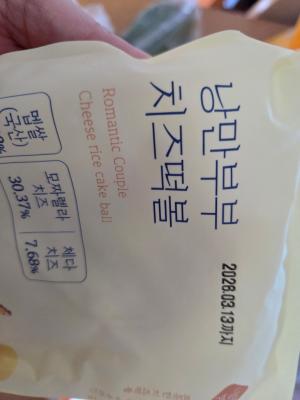 낭만부부
치즈떡볶
Romantic Couple
Cheese rice cake ball
2026.03.13까지
멥쌀
(국산)
모짜렐라
치즈
30.37%
체다
치즈
7.68%